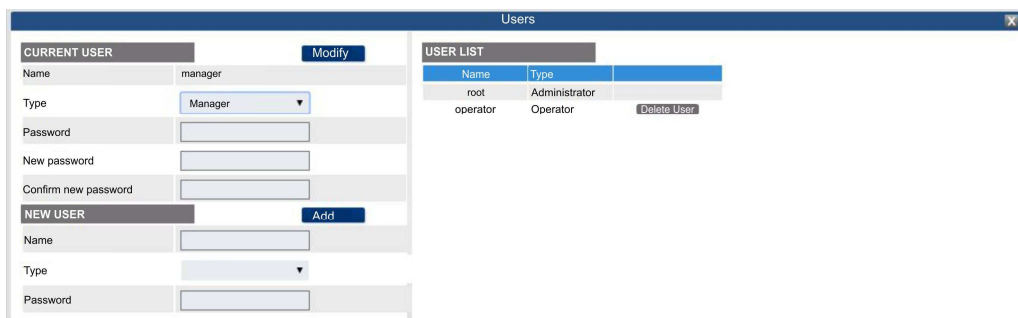 Users
X
CURRENT USER
Modify
Name
manager
Type
Manager
Password
New password
Confirm new password
NEW USER
Add
Name
Type
Password
USER LIST
Name Type
root Administrator
operator Operator Delete User